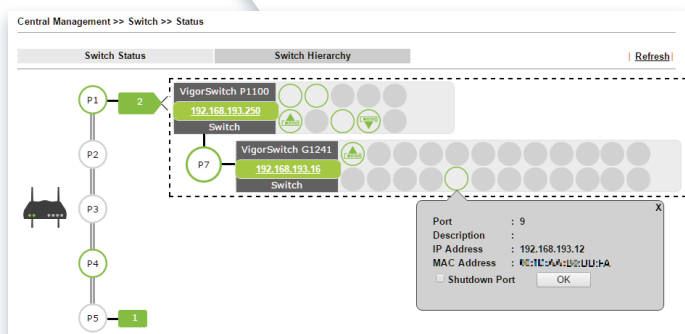 Central Management >> Switch >> Status
Switch Status
Switch Hierarchy
| Refresh |
P1
2
VigorSwitch P1100
192.168.193.250
Switch
P2
P7
VigorSwitch G1241
192.168.193.16
Switch
P3
X
Port : 9
Description :
IP Address : 192.168.193.12
MAC Address :
Shutdown Port
OK
P4
P5
1